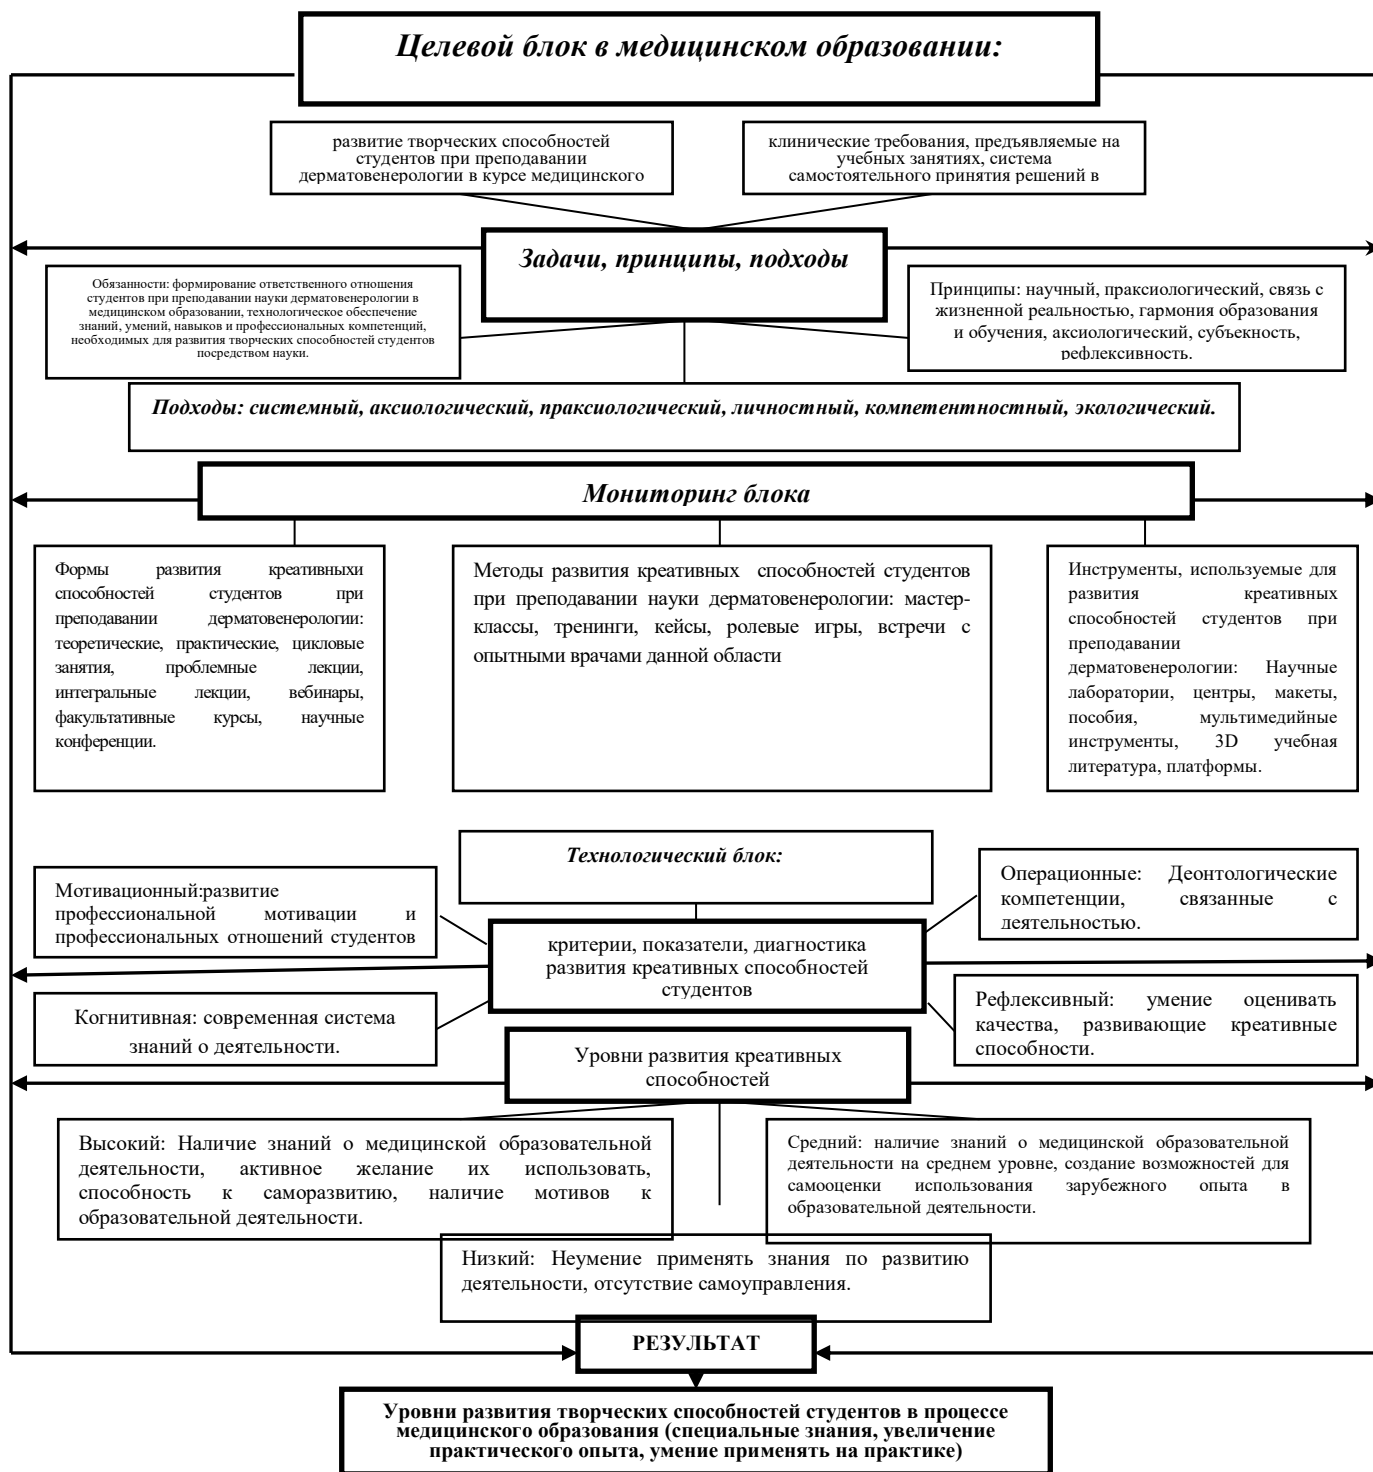 Целевой блок в медицинском образовании:
развитие творческих способностей
студентов при преподавании
дерматовенерологии в курсе медицинского
клинические требования, предъявляемые на
учебных занятиях, система
самостоятельного принятия решений в
Задачи, принципы, подходы
Обязанности: формирование ответственного отношения
студентов при преподавании науки дерматовенерологии в
медицинском образовании, технологическое обеспечение
знаний, умений, навыков и профессиональных компетенций,
необходимых для развития творческих способностей студентов
посредством науки.
Принципы: научный, праксиологический, связь с
жизненной реальностью, гармония образования
и обучения, аксиологический, субъекность,
рефлексивность.
Подходы: системный, аксиологический, праксиологический, личностный, компетентностный, экологический.
Мониторинг блока
Формы развития креативныхи
способностей студентов при
преподавании дерматовенерологии:
теоретические, практические, цикловые
занятия, проблемные лекции,
интегральные лекции, вебинары,
факультативные курсы, научные
конференции.
Методы развития креативных способностей студентов
при преподавании науки дерматовенерологии: мастер-
классы, тренинги, кейсы, ролевые игры, встречи с
опытными врачами данной области
Инструменты, используемые для
развития креативных
способностей студентов при
преподавании
дерматовенерологии: Научные
лаборатории, центры, макеты,
пособия, мультимедийные
инструменты, 3D учебная
литература, платформы.
Технологический блок:
Мотивационный:развитие
профессиональной мотивации и
профессиональных отношений студентов
Операционные: Деонтологические
компетенции, связанные с
деятельностью.
критерии, показатели, диагностика
развития креативных способностей
студентов
Когнитивная: современная система
знаний о деятельности.
Рефлексивный: умение оценивать
качества, развивающие креативные
способности.
Уровни развития креативных
способностей
Высокий: Наличие знаний о медицинской образовательной
деятельности, активное желание их использовать,
способность к саморазвитию, наличие мотивов к
образовательной деятельности.
Средний: наличие знаний о медицинской образовательной
деятельности на среднем уровне, создание возможностей для
самооценки использования зарубежного опыта в
образовательной деятельности.
Низкий: Неумение применять знания по развитию
деятельности, отсутствие самоуправления.
РЕЗУЛЬТАТ
Уровни развития творческих способностей студентов в процессе
медицинского образования (специальные знания, увеличение
практического опыта, умение применять на практике)